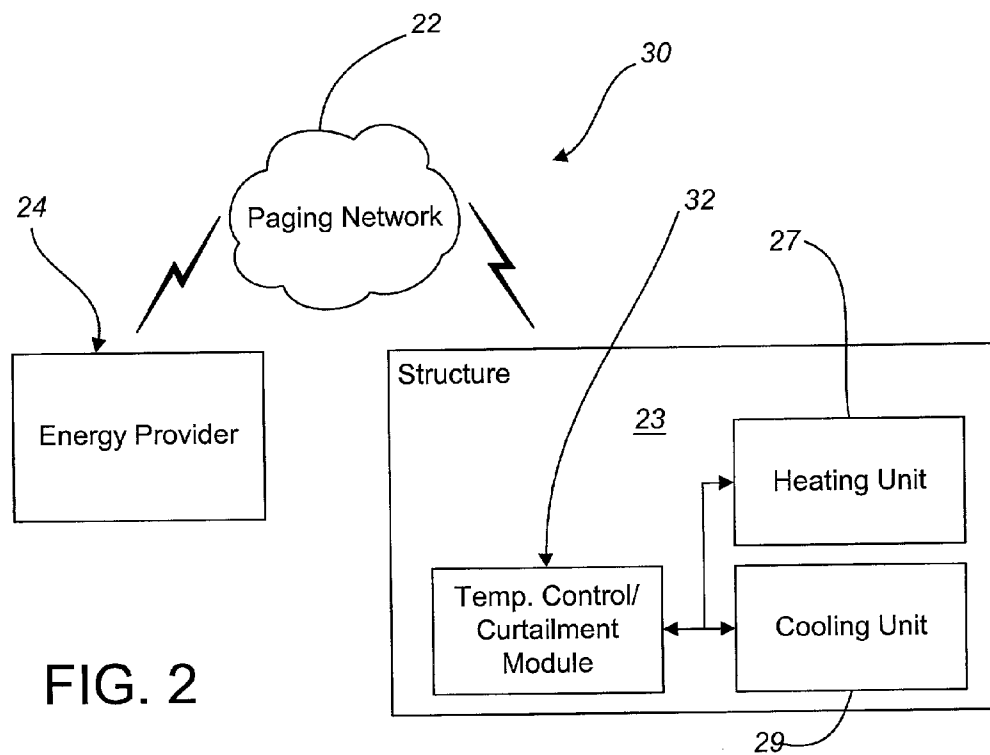 22
30
Paging Network
24
32
27
Energy Provider
Structure
23
Heating Unit
Temp. Control/
Curtailment
Module
Cooling Unit
FIG. 2
29